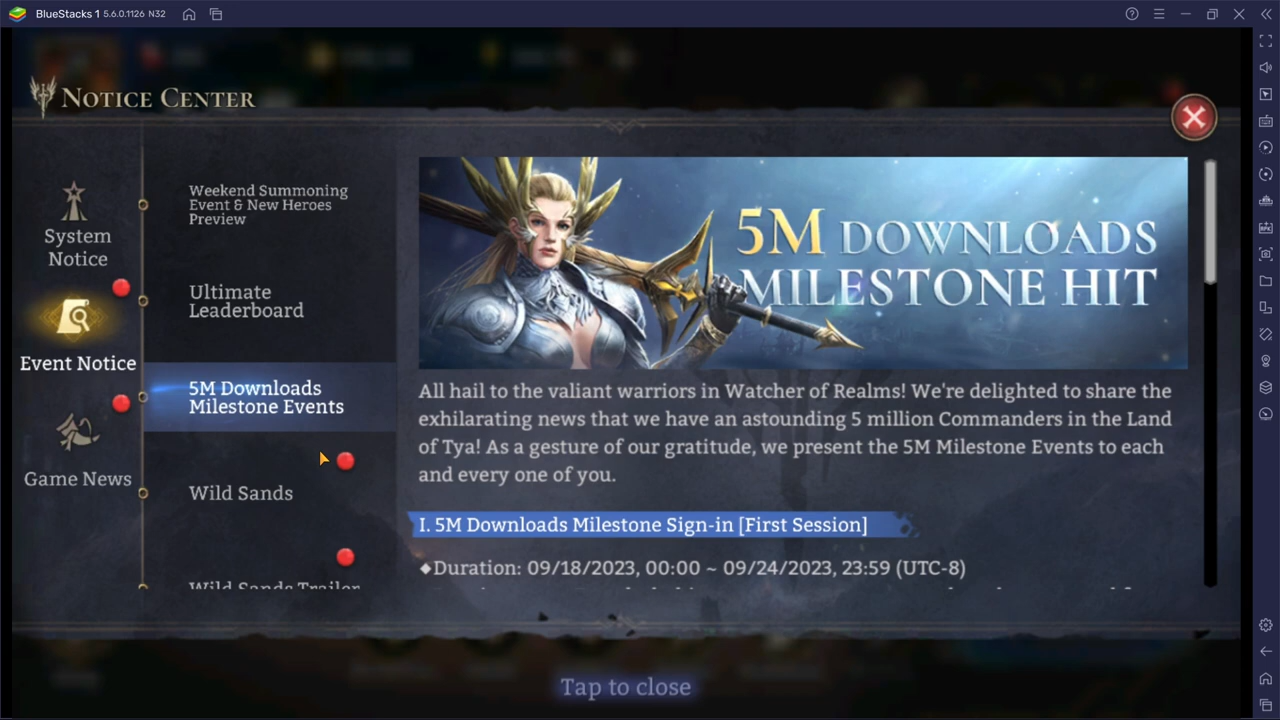 BlueStacks 1 5.6.0.1126 N32
NOTICE CENTER
System
Notice
Event Notice
Game News
Weekend Summoning
Event & New Heroes
Preview
Ultimate
Leaderboard
5M Downloads
Milestone Events
Wild Sands
Wild Sands Trailer
5M DOWNLOADS
MILESTONE HIT
All hail to the valiant warriors in Watcher of Realms! We're delighted to share the
exhilarating news that we have an astounding 5 million Commanders in the Land
of Tya! As a gesture of our gratitude, we present the 5M Milestone Events to each
and every one of you.
I. 5M Downloads Milestone Sign-in [First Session]
◆Duration: 09/18/2023, 00:00 ~ 09/24/2023, 23:59 (UTC-8)
Tap to close